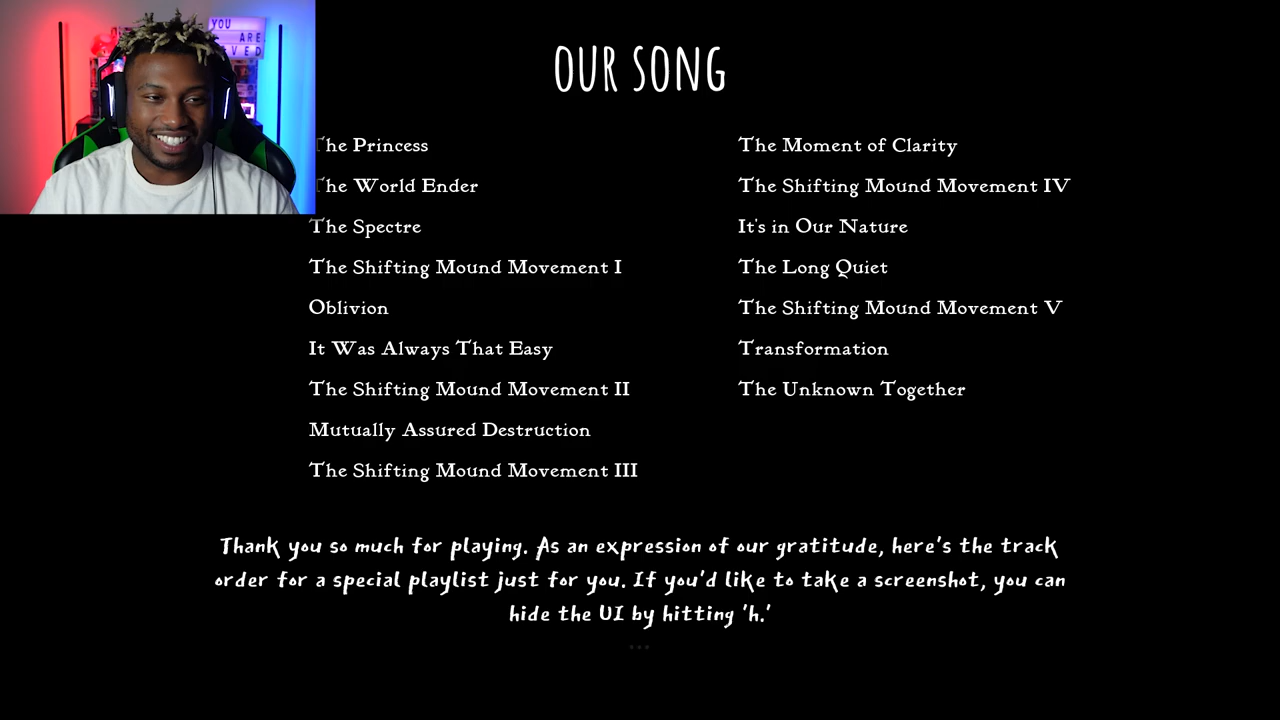 YOU
ARE
OUR SONG
The Princess
The World Ender
The Spectre
The Shifting Mound Movement I
Oblivion
It Was Always That Easy
The Shifting Mound Movement II
Mutually Assured Destruction
The Shifting Mound Movement III
The Moment of Clarity
The Shifting Mound Movement IV
It's in Our Nature
The Long Quiet
The Shifting Mound Movement V
Transformation
The Unknown Together
Thank you so much for playing. As an expression of our gratitude, here's the track
order for a special playlist just for you. If you'd like to take a screenshot, you can
hide the UI by hitting 'h.'
...